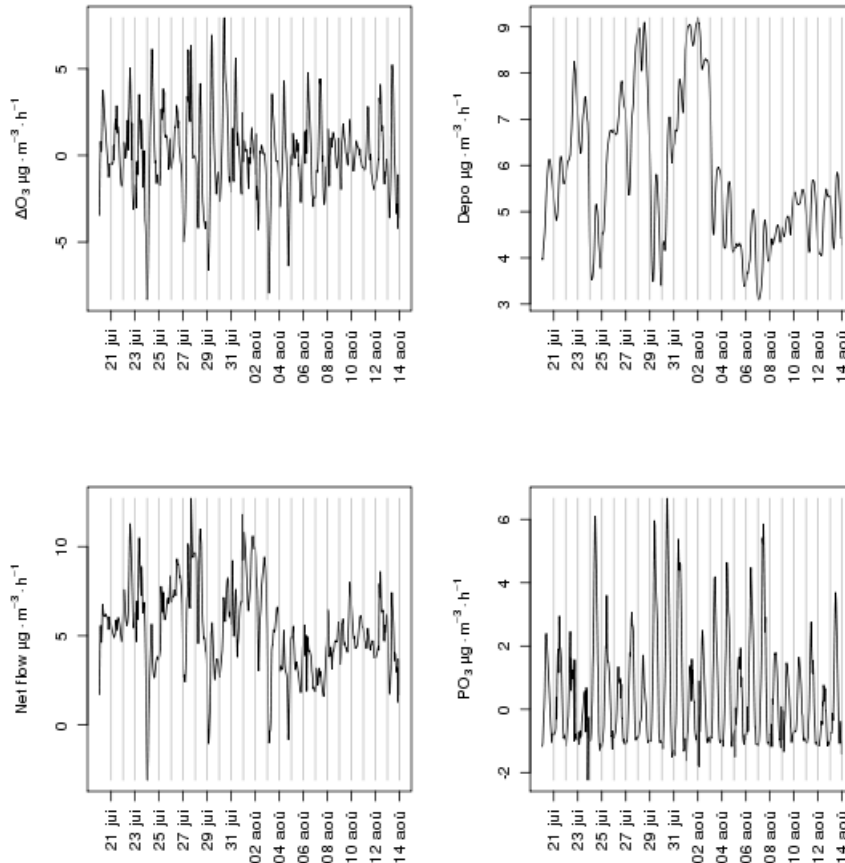 ΔO₃ µg · m⁻³ · h⁻¹
5
0
-5
21 jui
23 jui
25 jui
27 jui
29 jui
31 jui
02 aoû
04 aoû
06 aoû
08 aoû
10 aoû
12 aoû
14 aoû
Depo µg · m⁻³ · h⁻¹
9
8
7
6
5
4
3
21 jui
23 jui
25 jui
27 jui
29 jui
31 jui
02 aoû
04 aoû
06 aoû
08 aoû
10 aoû
12 aoû
14 aoû
Net flow µg · m⁻³ · h⁻¹
10
5
0
21 jui
23 jui
25 jui
27 jui
29 jui
31 jui
02 aoû
04 aoû
06 aoû
08 aoû
10 aoû
12 aoû
14 aoû
PO₃ µg · m⁻³ · h⁻¹
6
4
2
0
-2
21 jui
23 jui
25 jui
27 jui
29 jui
31 jui
02 aoû
04 aoû
06 aoû
08 aoû
10 aoû
12 aoû
14 aoû